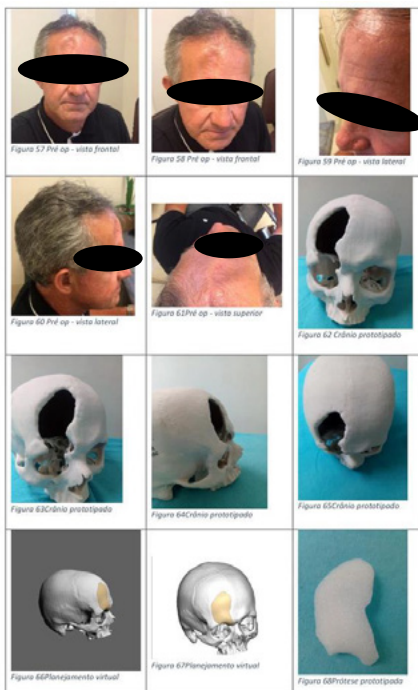 Figura 57 Pré op - vista frontal
Figura 58 Pré op - vista frontal
Figura 59 Pré op - vista lateral
Figura 60 Pré op - vista lateral
Figura 61Pré op - vista superior
Figura 62 Crânio prototipado
Figura 63Crânio prototipado
Figura 64Crânio prototipado
Figura 65Crânio prototipado
Figura 66Planejamento virtual
Figura 67Planejamento virtual
Figura 68Prótese prototipada